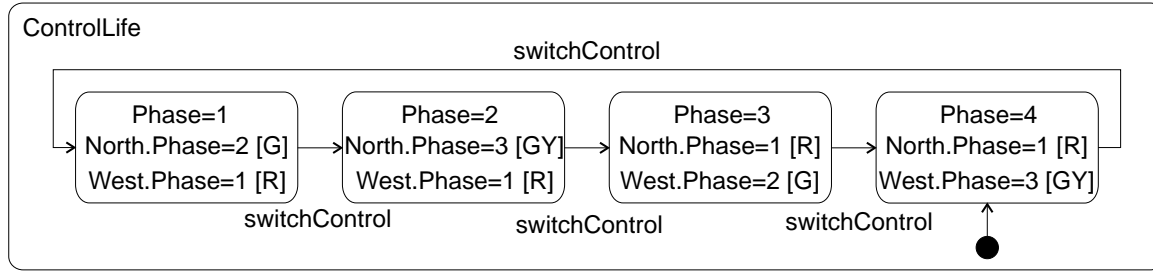 ControlLife
switchControl
Phase=1
North.Phase=2 [G]
West.Phase=1 [R]
Phase=2
North.Phase=3 [GY]
West.Phase=1 [R]
Phase=3
North.Phase=1 [R]
West.Phase=2 [G]
Phase=4
North.Phase=1 [R]
West.Phase=3 [GY]
switchControl
switchControl
switchControl